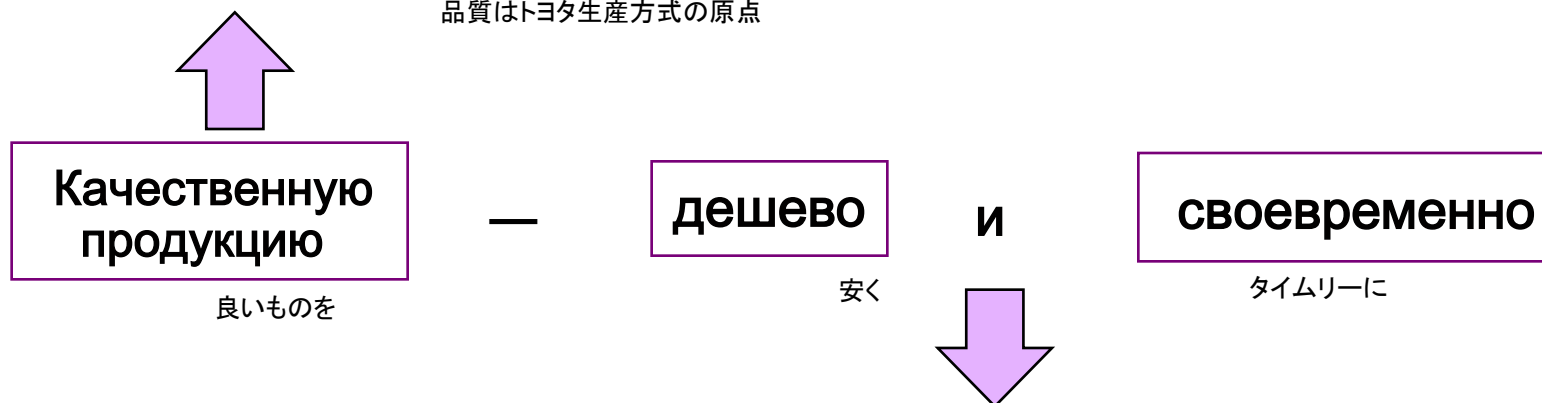 品質はトヨタ生産方式の原点
Качественную
продукцию
—
дешево
и
своевременно
良いものを
安く
タイムリーに